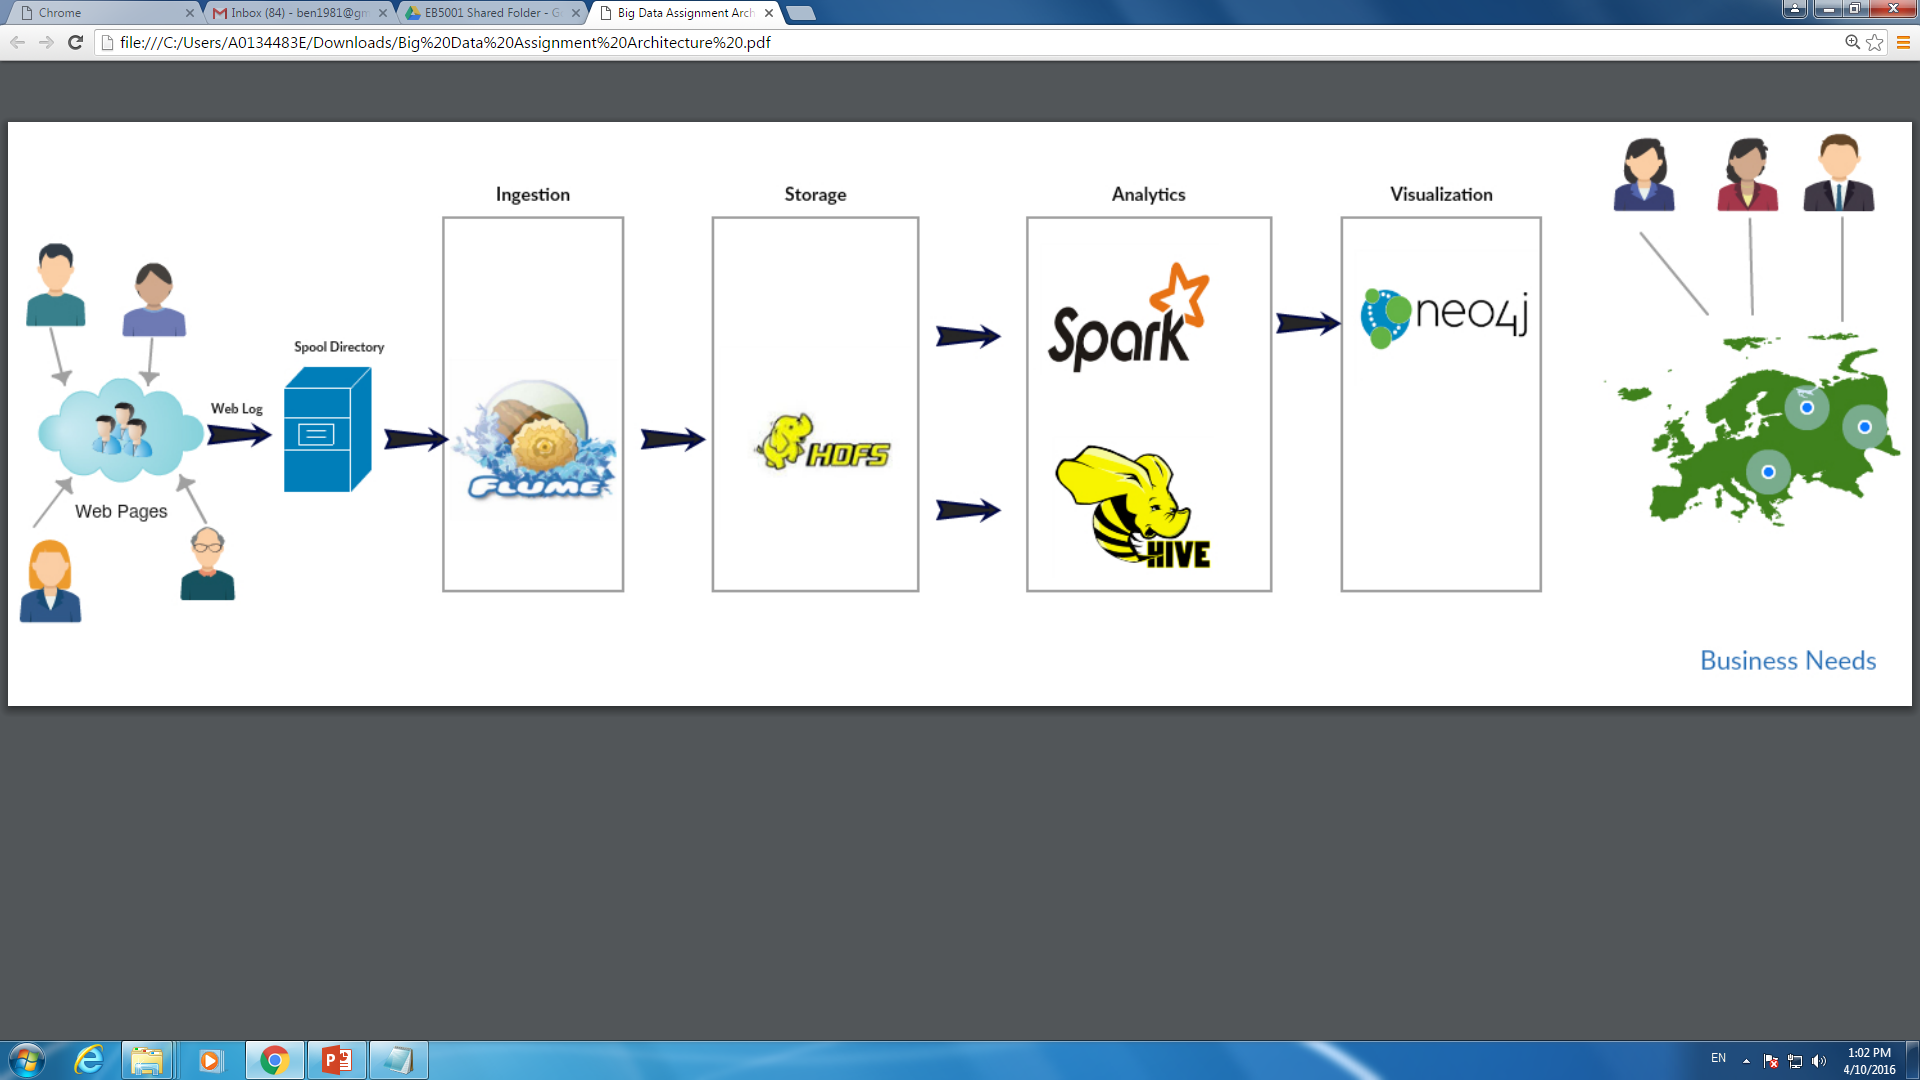 Chrome
Inbox (84) - ben1981@gm
EB5001 Shared Folder - G
Big Data Assignment Arch
file:///C:/Users/A0134483E/Downloads/Big%20Data%20Assignment%20Architecture%20.pdf
Ingestion
Storage
Analytics
Visualization
Spool Directory
Web Log
Web Pages
FLUME
HDFS
Spark
HIVE
neo4j
Business Needs
EN
1:02 PM
4/10/2016